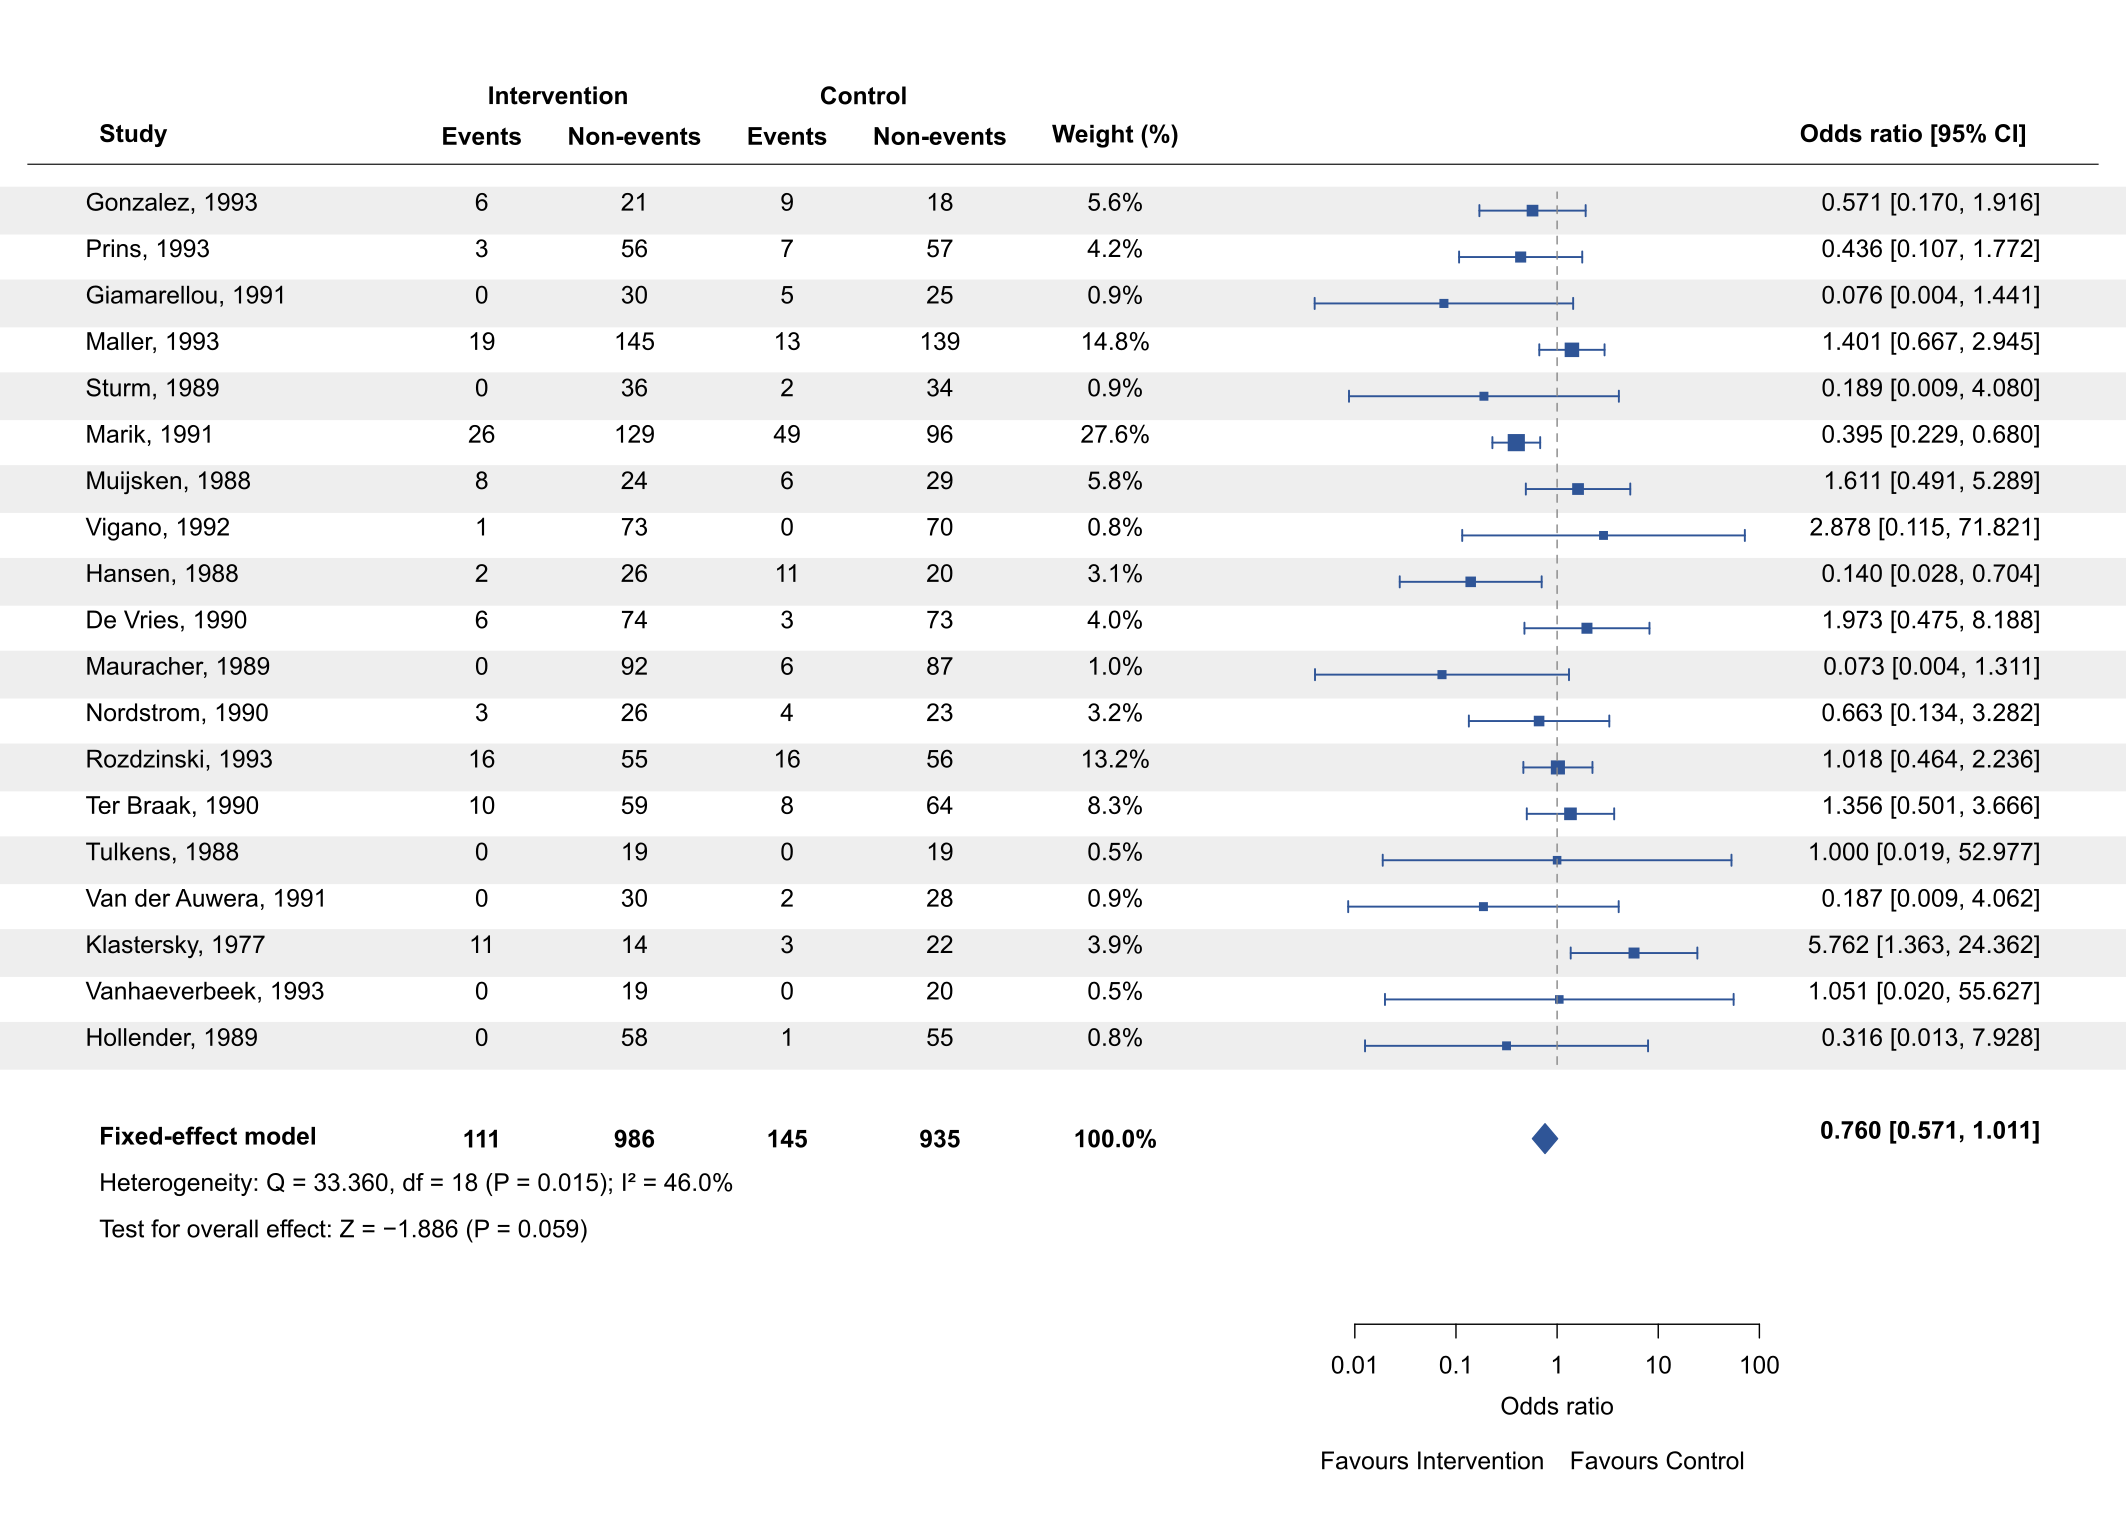 Intervention Control
Study Events Non-events Events Non-events Weight (%) Odds ratio [95% CI]
Gonzalez, 1993 6 21 9 18 5.6% 0.571 [0.170, 1.916]
Prins, 1993 3 56 7 57 4.2% 0.436 [0.107, 1.772]
Giamarellou, 1991 0 30 5 25 0.9% 0.076 [0.004, 1.441]
Maller, 1993 19 145 13 139 14.8% 1.401 [0.667, 2.945]
Sturm, 1989 0 36 2 34 0.9% 0.189 [0.009, 4.080]
Marik, 1991 26 129 49 96 27.6% 0.395 [0.229, 0.680]
Muijsken, 1988 8 24 6 29 5.8% 1.611 [0.491, 5.289]
Vigano, 1992 1 73 0 70 0.8% 2.878 [0.115, 71.821]
Hansen, 1988 2 26 11 20 3.1% 0.140 [0.028, 0.704]
De Vries, 1990 6 74 3 73 4.0% 1.973 [0.475, 8.188]
Mauracher, 1989 0 92 6 87 1.0% 0.073 [0.004, 1.311]
Nordstrom, 1990 3 26 4 23 3.2% 0.663 [0.134, 3.282]
Rozdzinski, 1993 16 55 16 56 13.2% 1.018 [0.464, 2.236]
Ter Braak, 1990 10 59 8 64 8.3% 1.356 [0.501, 3.666]
Tulkens, 1988 0 19 0 19 0.5% 1.000 [0.019, 52.977]
Van der Auwera, 1991 0 30 2 28 0.9% 0.187 [0.009, 4.062]
Klastersky, 1977 11 14 3 22 3.9% 5.762 [1.363, 24.362]
Vanhaeverbeek, 1993 0 19 0 20 0.5% 1.051 [0.020, 55.627]
Hollender, 1989 0 58 1 55 0.8% 0.316 [0.013, 7.928]
Fixed-effect model 111 986 145 935 100.0% 0.760 [0.571, 1.011]
Heterogeneity: Q = 33.360, df = 18 (P = 0.015); I² = 46.0%
Test for overall effect: Z = −1.886 (P = 0.059)
0.01 0.1 1 10 100
Odds ratio
Favours Intervention Favours Control